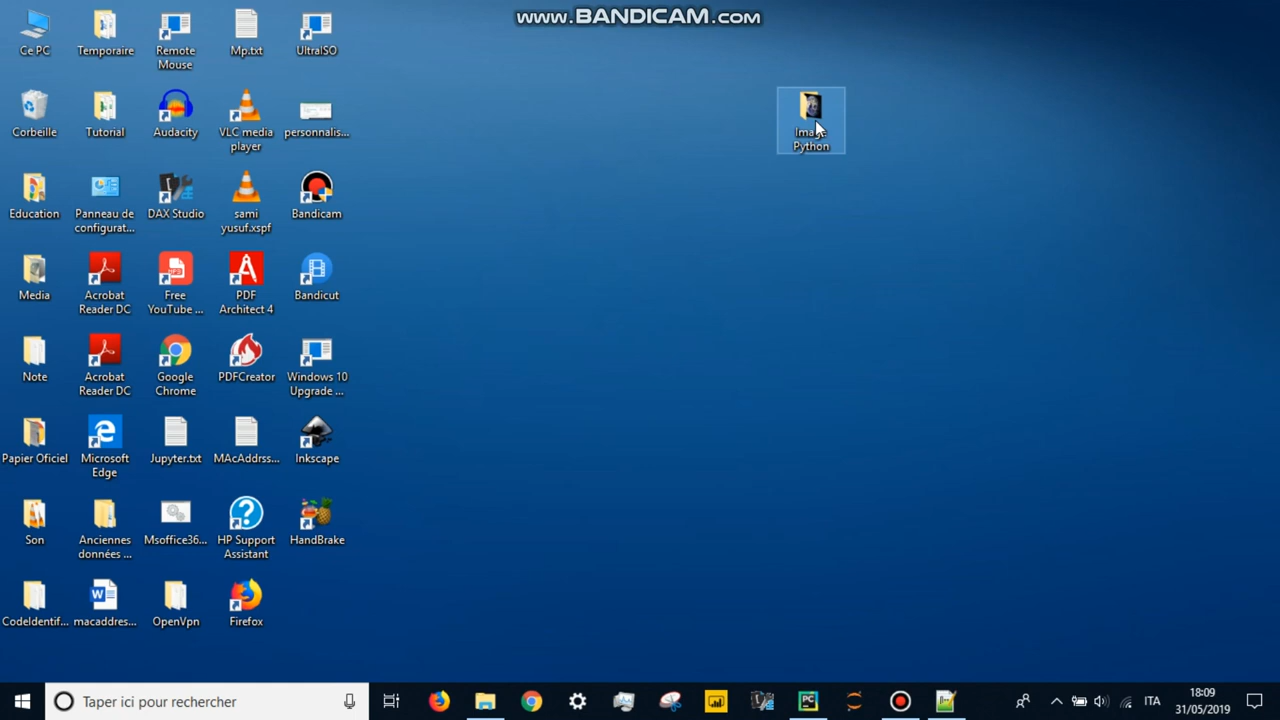 www.BANDICAM.com
Ce PC
Temporaire
Remote
Mouse
Mp.txt
UltraISO
Corbeille
Tutorial
Audacity
VLC media
player
personnalis...
Image
Python
Education
Panneau de
configurat...
DAX Studio
sami
yusuf.xspf
Bandicam
Media
Acrobat
Reader DC
Free
YouTube ...
PDF
Architect 4
Bandicut
Note
Acrobat
Reader DC
Google
Chrome
PDFCreator
Windows 10
Upgrade ...
Papier Oficiel
Microsoft
Edge
Jupyter.txt
MAcAddrss...
Inkscape
Son
Anciennes
données ...
Msoffice36...
HP Support
Assistant
HandBrake
CodeIdentif...
macaddres...
OpenVpn
Firefox
Taper ici pour rechercher
ITA
18:09
31/05/2019